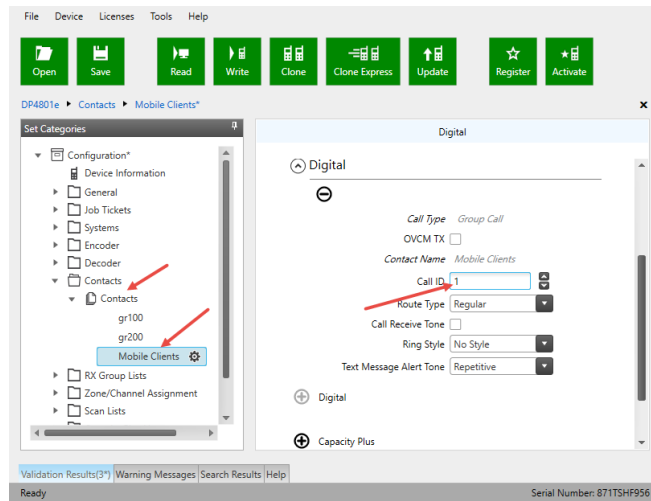 File Device Licenses Tools Help
Open Save Read Write Clone Clone Express Update Register Activate
DP4801e Contacts Mobile Clients* x
Set Categories
Configuration*
Device Information
General
Job Tickets
Systems
Encoder
Decoder
Contacts
Contacts
gr100
gr200
Mobile Clients
RX Group Lists
Zone/Channel Assignment
Scan Lists
Digital
Digital
Call Type Group Call
OVCM TX
Contact Name Mobile Clients
Call ID 1
Route Type Regular
Call Receive Tone
Ring Style No Style
Text Message Alert Tone Repetitive
Digital
Capacity Plus
Validation Results(3*) Warning Messages Search Results Help
Ready Serial Number: 871TSHF956